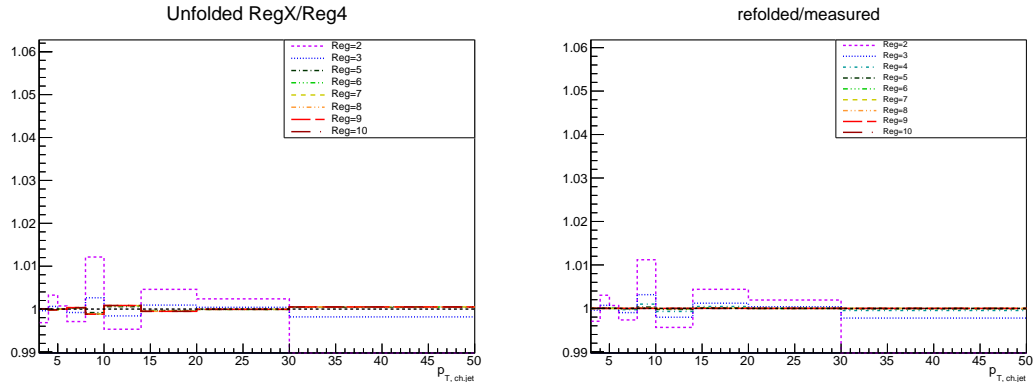 Unfolded RegX/Reg4
1.06
1.05
1.04
1.03
1.02
1.01
1
0.99
5 10 15 20 25 30 35 40 45 50
p T, ch.jet
Reg=2
Reg=3
Reg=5
Reg=6
Reg=7
Reg=8
Reg=9
Reg=10
refolded/measured
1.06
1.05
1.04
1.03
1.02
1.01
1
0.99
5 10 15 20 25 30 35 40 45 50
p T, ch.jet
Reg=2
Reg=3
Reg=4
Reg=5
Reg=6
Reg=7
Reg=8
Reg=9
Reg=10